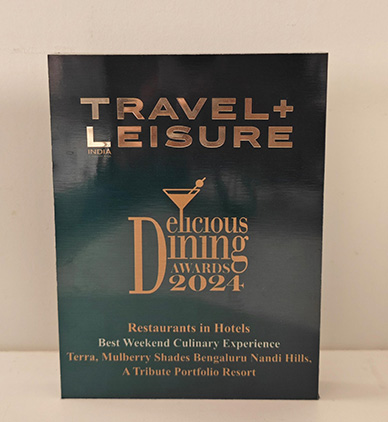 TRAVEL+
LEISURE
INDIA
Delicious
Dining
AWARDS
2024
Restaurants in Hotels
Best Weekend Culinary Experience
Terra, Mulberry Shades Bengaluru Nandi Hills,
A Tribute Portfolio Resort